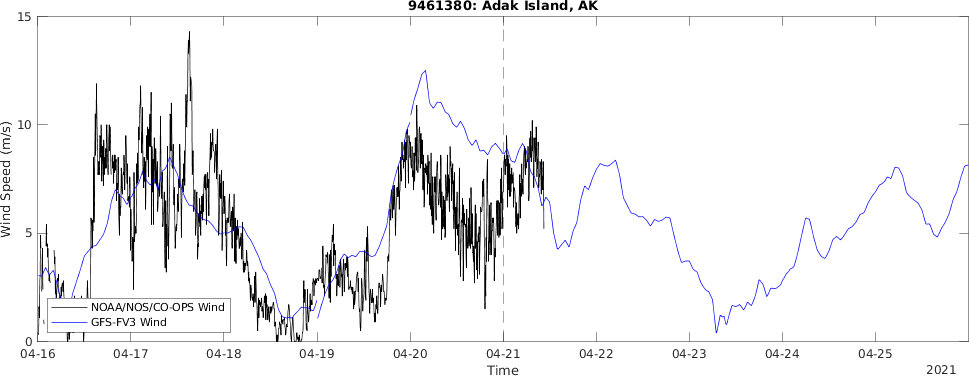 9461380: Adak Island, AK
Wind Speed (m/s)
15
10
5
0
NOAA/NOS/CO-OPS Wind
GFS-FV3 Wind
04-16 04-17 04-18 04-19 04-20 04-21 04-22 04-23 04-24 04-25
Time
2021